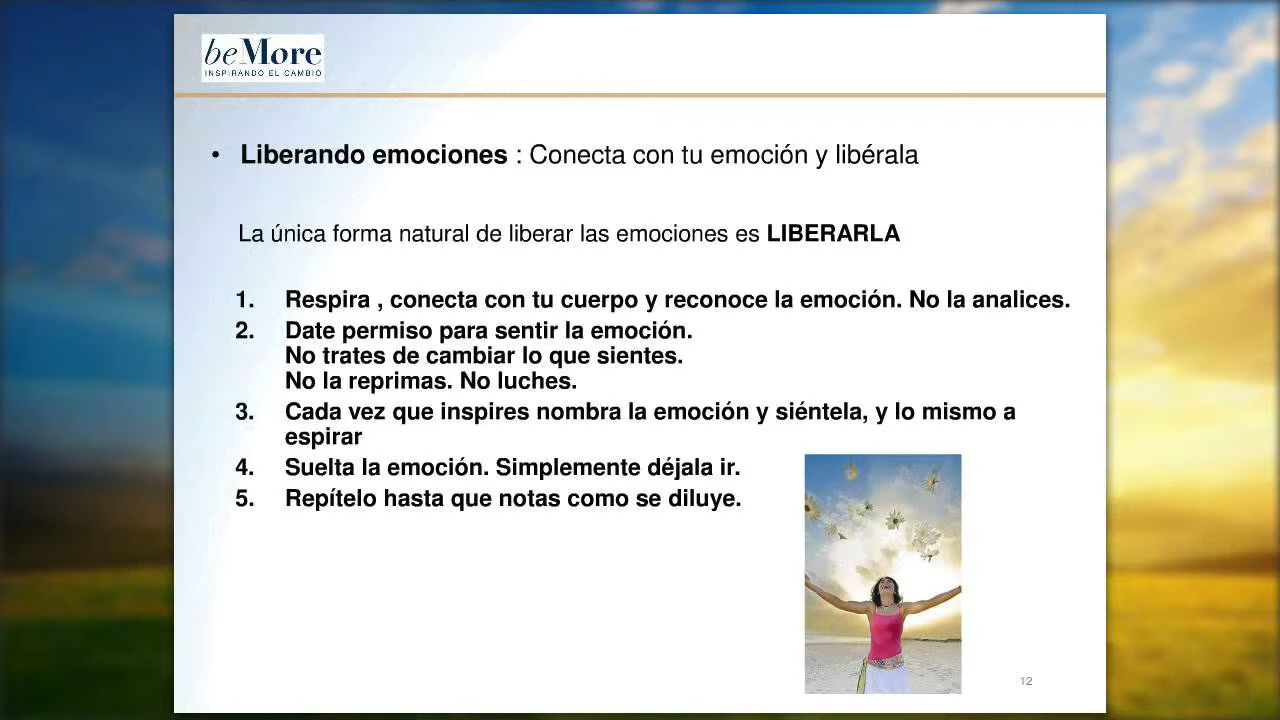 beMore
INSPIRANDO EL CAMBIO
• Liberando emociones : Conecta con tu emoción y libérala
La única forma natural de liberar las emociones es LIBERARLA
1. Respira , conecta con tu cuerpo y reconoce la emoción. No la analices.
2. Date permiso para sentir la emoción.
No trates de cambiar lo que sientes.
No la reprimas. No luches.
3. Cada vez que inspires nombra la emoción y siéntela, y lo mismo a
espirar
4. Suelta la emoción. Simplemente déjala ir.
5. Repítelo hasta que notas como se diluye.
12